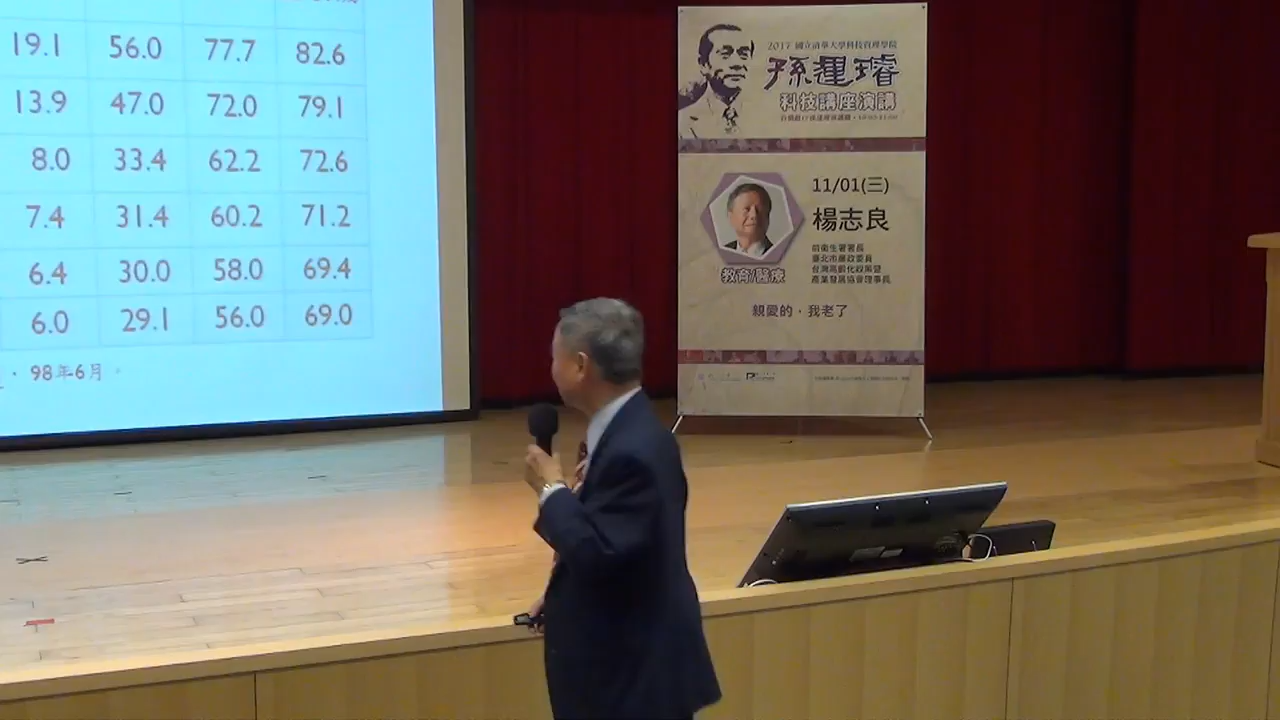 19.1 56.0 77.7 82.6
13.9 47.0 72.0 79.1
8.0 33.4 62.2 72.6
7.4 31.4 60.2 71.2
6.4 30.0 58.0 69.4
6.0 29.1 56.0 69.0
98年6月。
2017 國立清華大學科技管理學院
孫運璿
科技講座演講
11/01(三)
楊志良
前衛生署署長
臺北市廉政委員
台灣高齡化政策暨
產業發展協會理事長
教育/醫療
親愛的，我老了